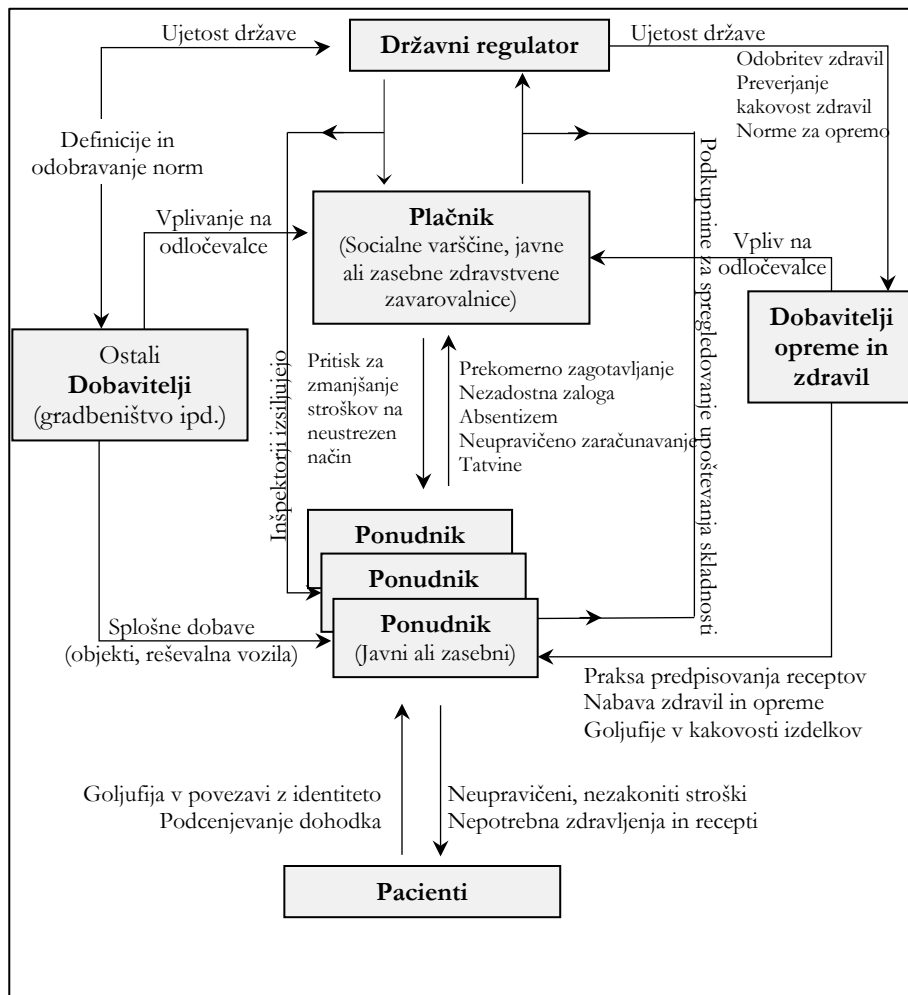 Ujetost države
Državni regulator
Ujetost države
Odobritev zdravil
Preverjanje
kakovost zdravil
Norme za opremo
Definicije in
odobravanje norm
Vplivanje na
odločevalce
Plačnik
(Socialne varščine, javne
ali zasebne zdravstvene
zavarovalnice)
Vpliv na
odločevalce
Podkupnine za spregledovanje upoštevanja skladnosti
Inšpektorji izsiljujejo
Ostali
Dobavitelji
(gradbeništvo ipd.)
Dobavitelji
opreme in
zdravil
Pritisk za
zmanjšanje
stroškov na
neustrezen
način
Prekomerno zagotavljanje
Nezadostna zaloga
Absentizem
Neupravičeno zaračunavanje
Tatvine
Ponudnik
Ponudnik
Ponudnik
(Javni ali zasebni)
Splošne dobave
(objekti, reševalna vozila)
Praksa predpisovanja receptov
Nabava zdravil in opreme
Goljufije v kakovosti izdelkov
Goljufija v povezavi z identiteto
Podcenjevanje dohodka
Neupravičeni, nezakoniti stroški
Nepotrebna zdravljenja in recepti
Pacienti